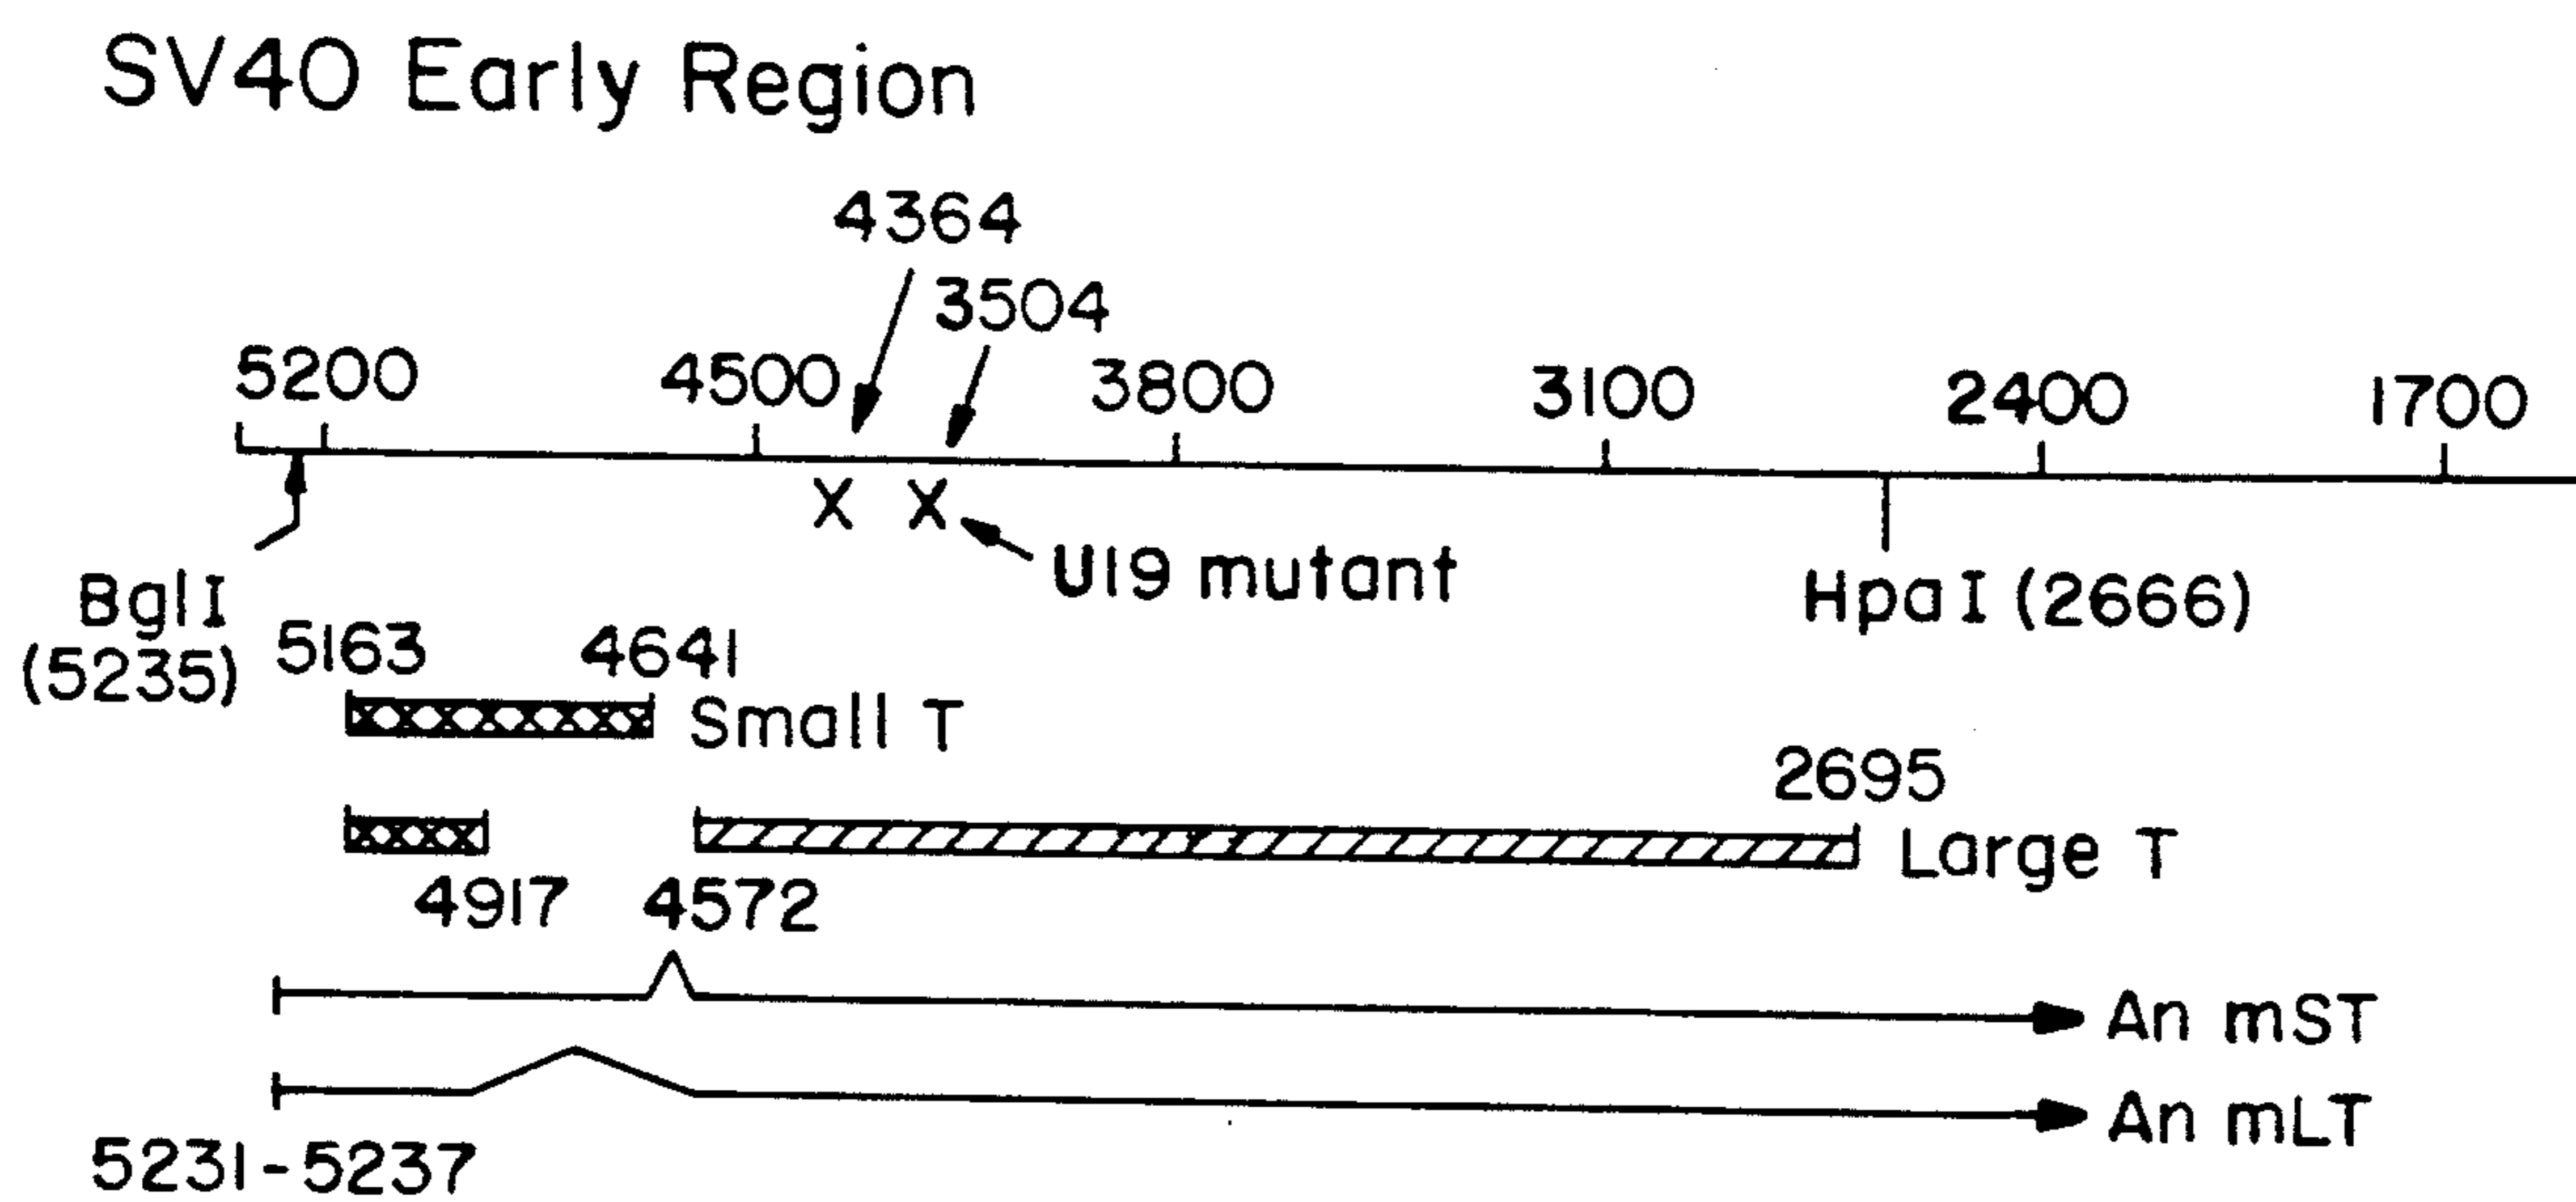 SV40 Early Region
4364
3504
5200 4500 3800 3100 2400 1700
X X
U19 mutant
BglI
(5235)
HpaI (2666)
5163 4641
Small T
2695
Large T
4917 4572
An mST
An mLT
5231-5237